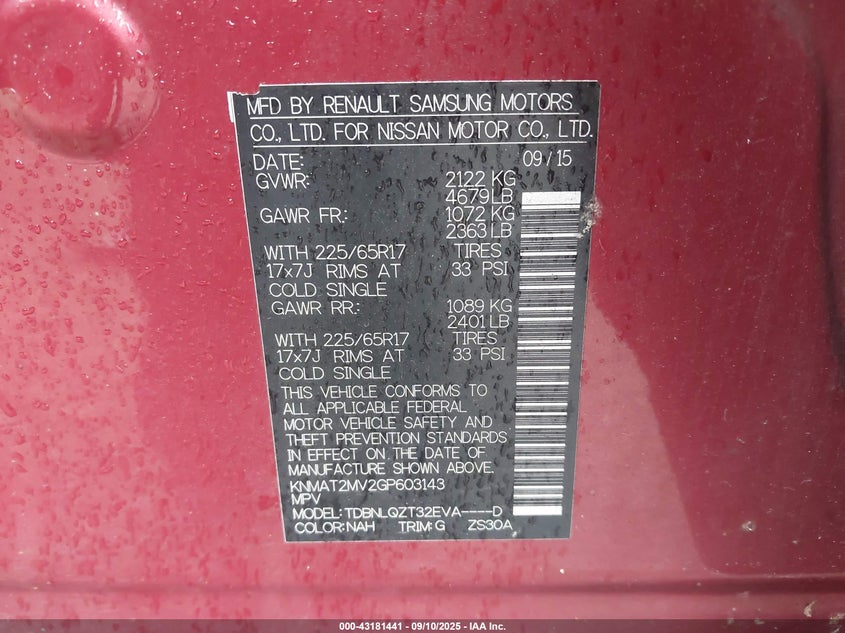 MFD BY RENAULT SAMSUNG MOTORS
CO., LTD. FOR NISSAN MOTOR CO., LTD.
DATE: 09/15
GVWR: 2122 KG
4679 LB
GAWR FR.: 1072 KG
2363 LB
WITH 225/65R17 TIRES
17x7J RIMS AT 33 PSI
COLD SINGLE
GAWR RR.: 1089 KG
2401 LB
WITH 225/65R17 TIRES
17x7J RIMS AT 33 PSI
COLD SINGLE
THIS VEHICLE CONFORMS TO
ALL APPLICABLE FEDERAL
MOTOR VEHICLE SAFETY AND
THEFT PREVENTION STANDARDS
IN EFFECT ON THE DATE OF
MANUFACTURE SHOWN ABOVE.
KNMAT2MV2GP603143
MPV
MODEL: TDBNLQZT32EVA----D
COLOR: NAH TRIM: G ZS30A
000-43181441 - 09/10/2025 - IAA Inc.